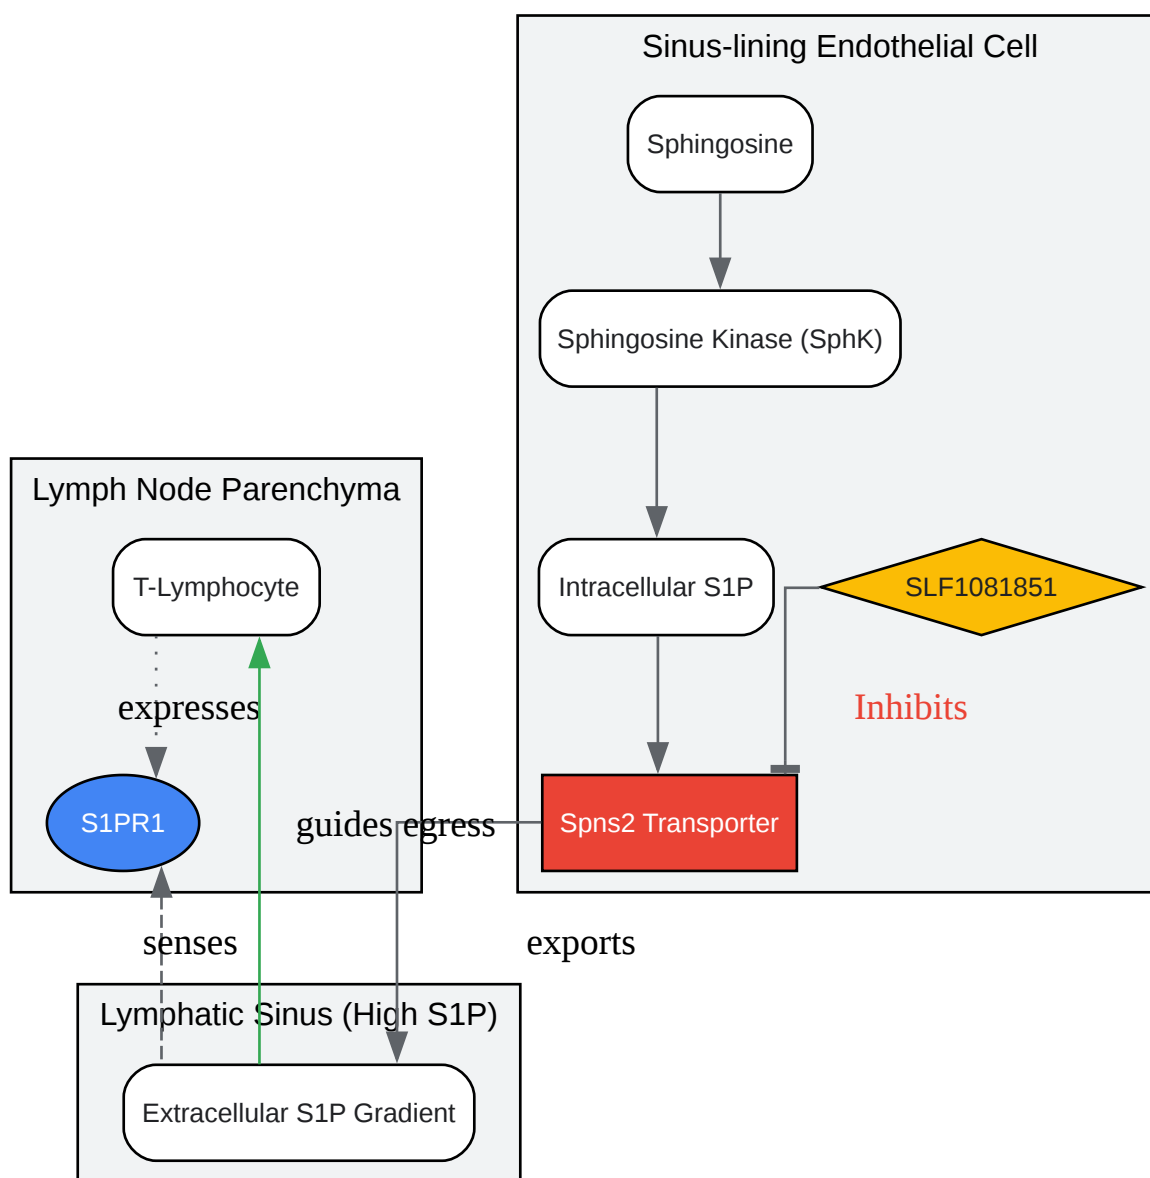 Sinus-lining Endothelial Cell
Sphingosine
Sphingosine Kinase (SphK)
Lymph Node Parenchyma
T-Lymphocyte
Intracellular S1P
SLF1081851
expresses
Inhibits
S1PR1
guides egress
Spns2 Transporter
senses
exports
Lymphatic Sinus (High S1P)
Extracellular S1P Gradient